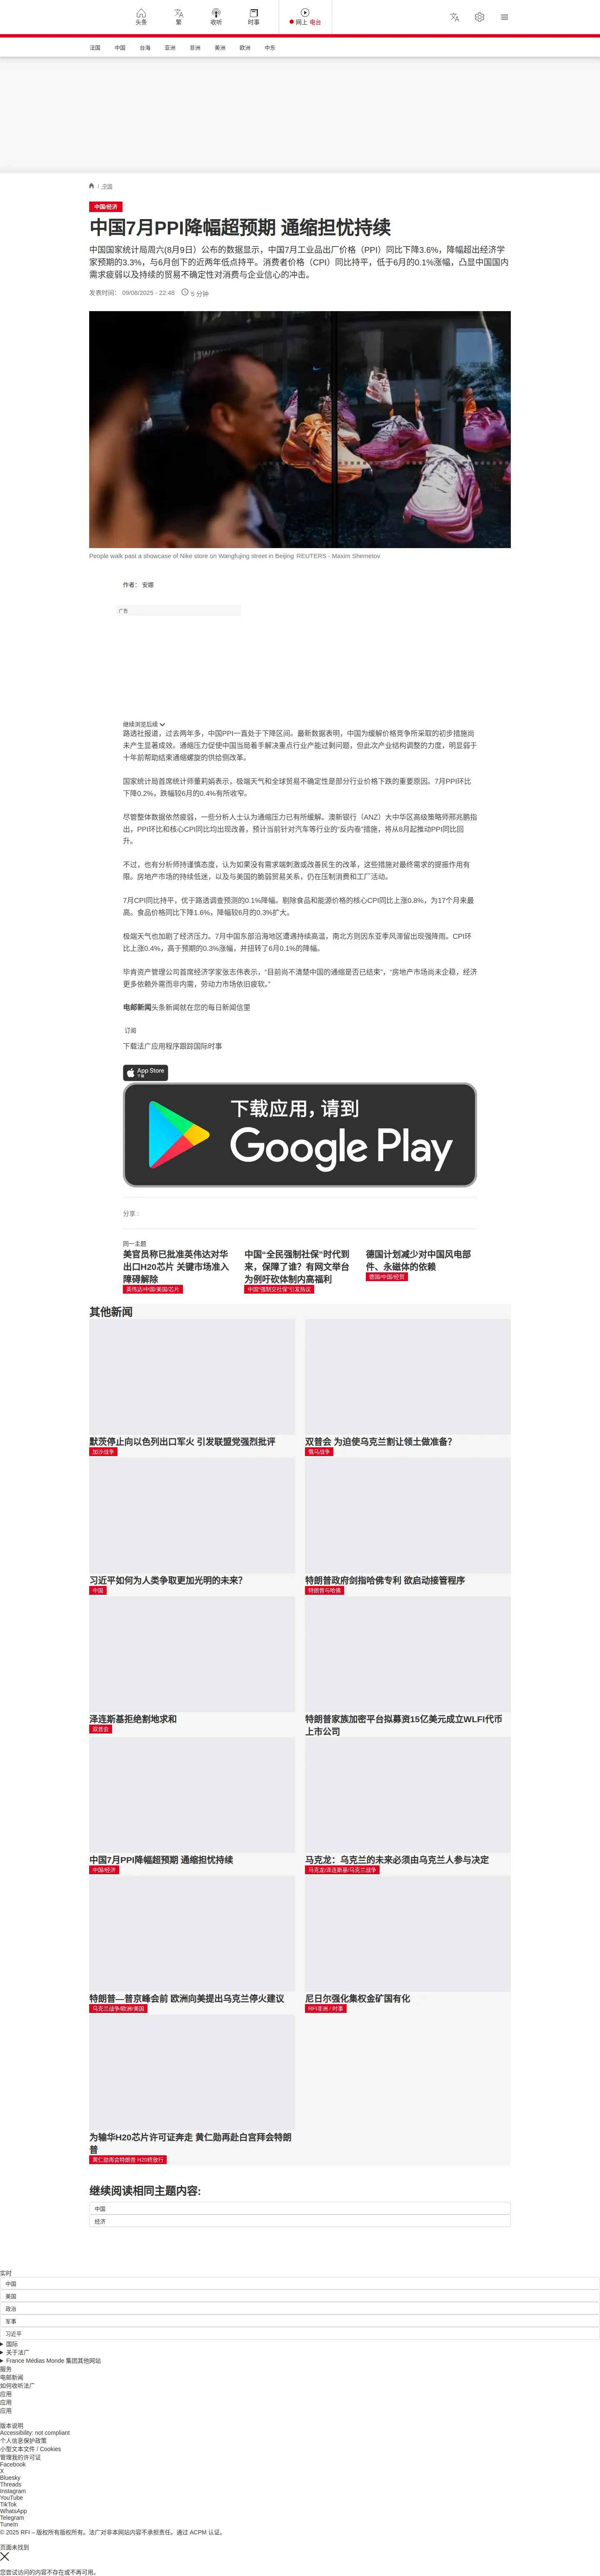 头条
繁
收听
时事
网上 电台
法国 中国 台海 亚洲 非洲 美洲 欧洲 中东
/ 中国
中国/经济
中国7月PPI降幅超预期 通缩担忧持续
中国国家统计局周六(8月9日）公布的数据显示，中国7月工业品出厂价格（PPI）同比下降3.6%，降幅超出经济学
家预期的3.3%，与6月创下的近两年低点持平。消费者价格（CPI）同比持平，低于6月的0.1%涨幅，凸显中国国内
需求疲弱以及持续的贸易不确定性对消费与企业信心的冲击。
发表时间： 09/08/2025 - 22:48 5 分钟
People walk past a showcase of Nike store on Wangfujing street in Beijing REUTERS - Maxim Shemetov
作者： 安娜
广告
继续浏览后续
路透社报道，过去两年多，中国PPI一直处于下降区间。最新数据表明，中国为缓解价格竞争所采取的初步措施尚
未产生显著成效。通缩压力促使中国当局着手解决重点行业产能过剩问题，但此次产业结构调整的力度，明显弱于
十年前帮助结束通缩螺旋的供给侧改革。
国家统计局首席统计师董莉娟表示，极端天气和全球贸易不确定性是部分行业价格下跌的重要原因。7月PPI环比
下降0.2%，跌幅较6月的0.4%有所收窄。
尽管整体数据依然疲弱，一些分析人士认为通缩压力已有所缓解。澳新银行（ANZ）大中华区高级策略师邢兆鹏指
出，PPI环比和核心CPI同比均出现改善，预计当前针对汽车等行业的“反内卷”措施，将从8月起推动PPI同比回
升。
不过，也有分析师持谨慎态度，认为如果没有需求端刺激或改善民生的改革，这些措施对最终需求的提振作用有
限。房地产市场的持续低迷，以及与美国的脆弱贸易关系，仍在压制消费和工厂活动。
7月CPI同比持平，优于路透调查预测的0.1%降幅。剔除食品和能源价格的核心CPI同比上涨0.8%，为17个月来最
高。食品价格同比下降1.6%，降幅较6月的0.3%扩大。
极端天气也加剧了经济压力。7月中国东部沿海地区遭遇持续高温，南北方则因东亚季风滞留出现强降雨。CPI环
比上涨0.4%，高于预期的0.3%涨幅，并扭转了6月0.1%的降幅。
毕肯资产管理公司首席经济学家张志伟表示，“目前尚不清楚中国的通缩是否已结束”，“房地产市场尚未企稳，经济
更多依赖外需而非内需，劳动力市场依旧疲软。”
电邮新闻头条新闻就在您的每日新闻信里
订阅
下载法广应用程序跟踪国际时事
App Store
下载
下载应用，请到
Google Play
分享 :
同一主题
美官员称已批准英伟达对华
出口H20芯片 关键市场准入
障碍解除
英伟达/中国/美国/芯片
中国“全民强制社保”时代到
来，保障了谁？有网文举台
为例吁砍体制内高福利
中国“强制交社保”引发热议
德国计划减少对中国风电部
件、永磁体的依赖
德国/中国/经贸
其他新闻
默茨停止向以色列出口军火 引发联盟党强烈批评
加沙战争
双普会 为迫使乌克兰割让领土做准备？
俄乌战争
习近平如何为人类争取更加光明的未来？
中国
特朗普政府剑指哈佛专利 欲启动接管程序
特朗普与哈佛
泽连斯基拒绝割地求和
双普会
特朗普家族加密平台拟募资15亿美元成立WLFI代币
上市公司
中国7月PPI降幅超预期 通缩担忧持续
中国/经济
马克龙：乌克兰的未来必须由乌克兰人参与决定
马克龙/泽连斯基/乌克兰战争
特朗普—普京峰会前 欧洲向美提出乌克兰停火建议
乌克兰战争/欧洲/美国
尼日尔强化集权金矿国有化
RFI非洲 / 时事
为输华H20芯片许可证奔走 黄仁勋再赴白宫拜会特朗
普
黄仁勋再会特朗普 H20终放行
继续阅读相同主题内容:
中国
经济
实时
中国
美国
政治
军事
习近平
国际
关于法广
France Médias Monde 集团其他网站
服务
电邮新闻
如何收听法广
应用
应用
应用
版本说明
Accessibility: not compliant
个人信息保护政策
小型文本文件 / Cookies
管理我的许可证
Facebook
X
Bluesky
Threads
Instagram
YouTube
TikTok
WhatsApp
Telegram
TuneIn
© 2025 RFI – 版权所有版权所有。法广对非本网站内容不承担责任。通过 ACPM 认证。
页面未找到
您尝试访问的内容不存在或不再可用。